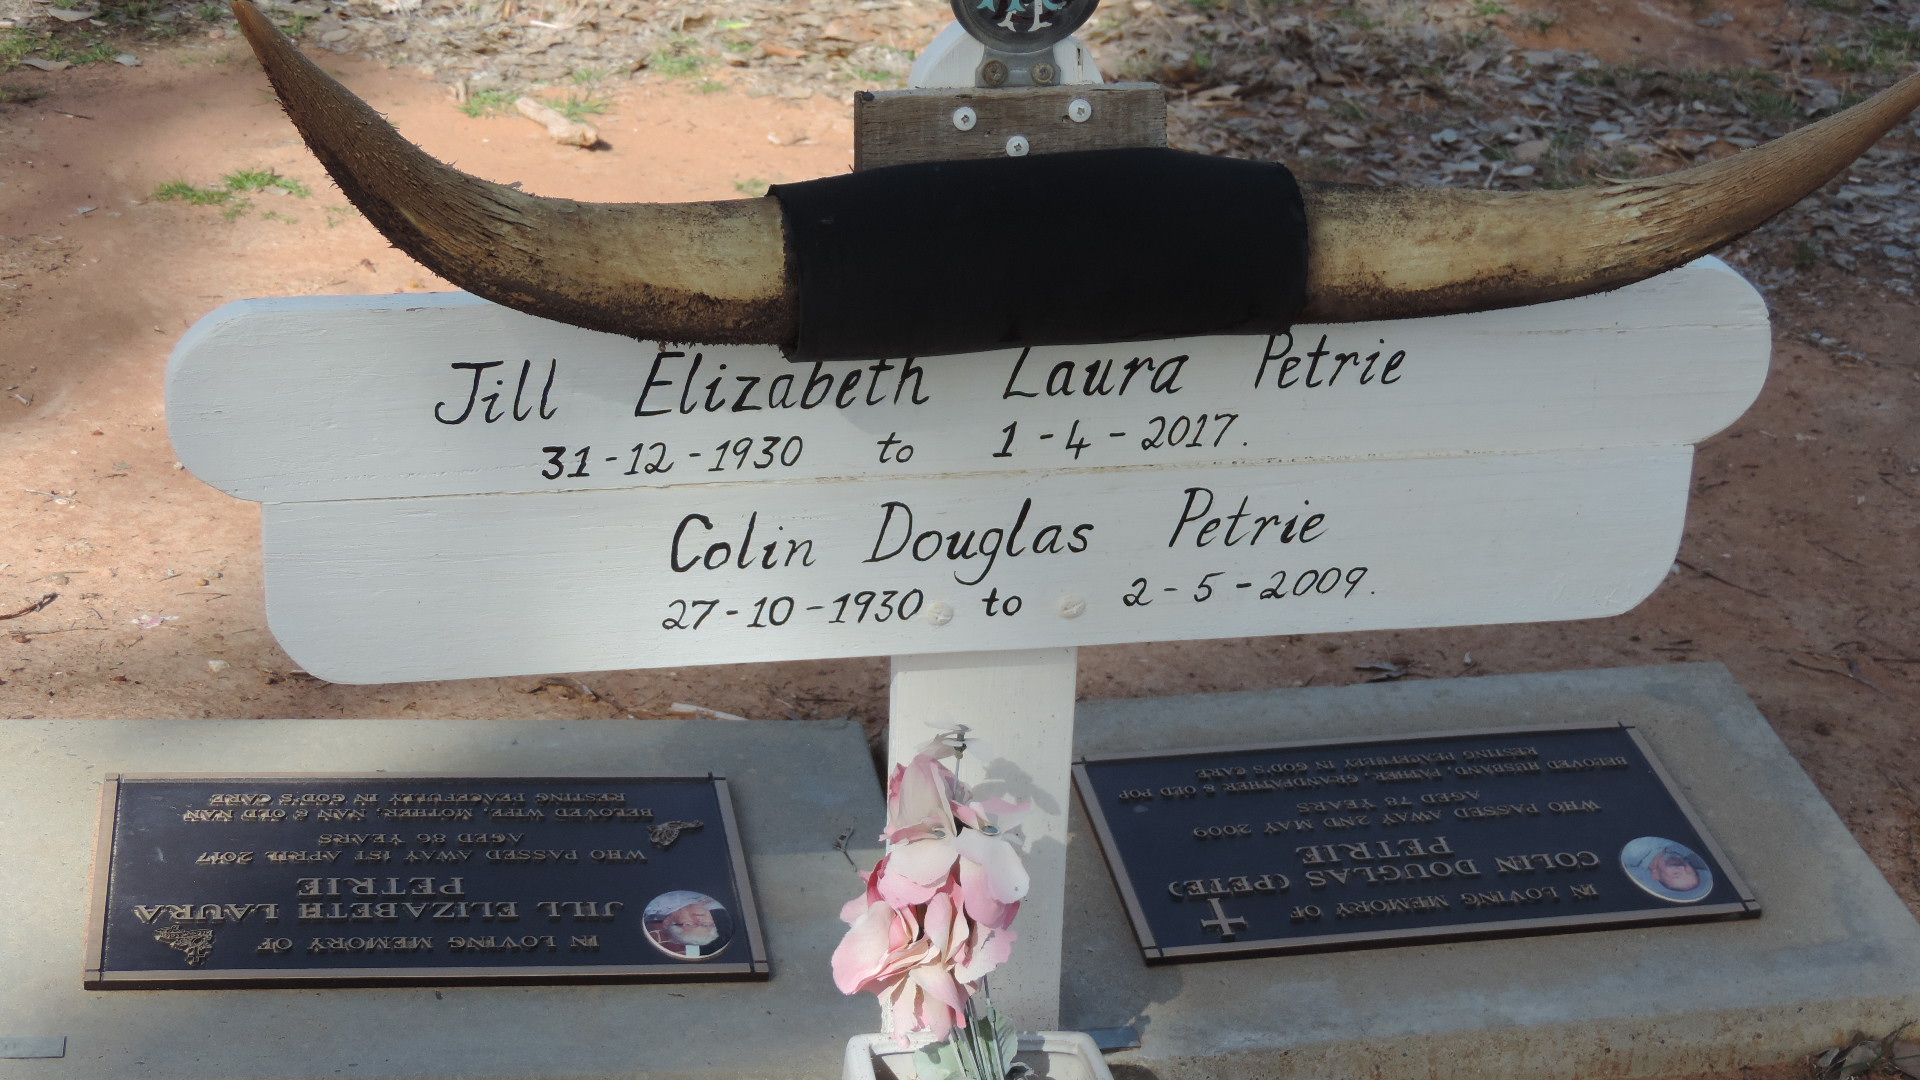 Jill Elizabeth Laura Petrie
31-12-1930 to 1-4-2017.
Colin Douglas Petrie
27-10-1930 to 2-5-2009.
IN LOVING MEMORY OF
JILL ELIZABETH LAURA
PETRIE
WHO PASSED AWAY 1ST APRIL 2017
AGED 86 YEARS
BELOVED WIFE, MOTHER, NAN & OLD NAN
RESTING PEACEFULLY IN GOD'S CARE
IN LOVING MEMORY OF
COLIN DOUGLAS (PETE)
PETRIE
WHO PASSED AWAY 2ND MAY 2009
AGED 78 YEARS
BELOVED HUSBAND, FATHER, GRANDFATHER & OLD POP
RESTING PEACEFULLY IN GOD'S CARE